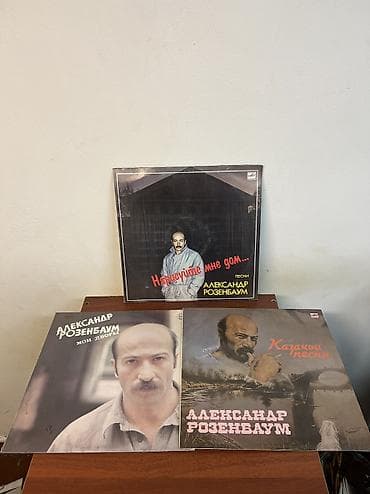 Нарисуйте мне дом...
ПЕСНИ
АЛЕКСАНДР
РОЗЕНБАУМ
АЛЕКСАНДР
РОЗЕНБАУМ
МОИ ДВОРЫ
Казачьи
песни
АЛЕКСАНДР
РОЗЕНБАУМ